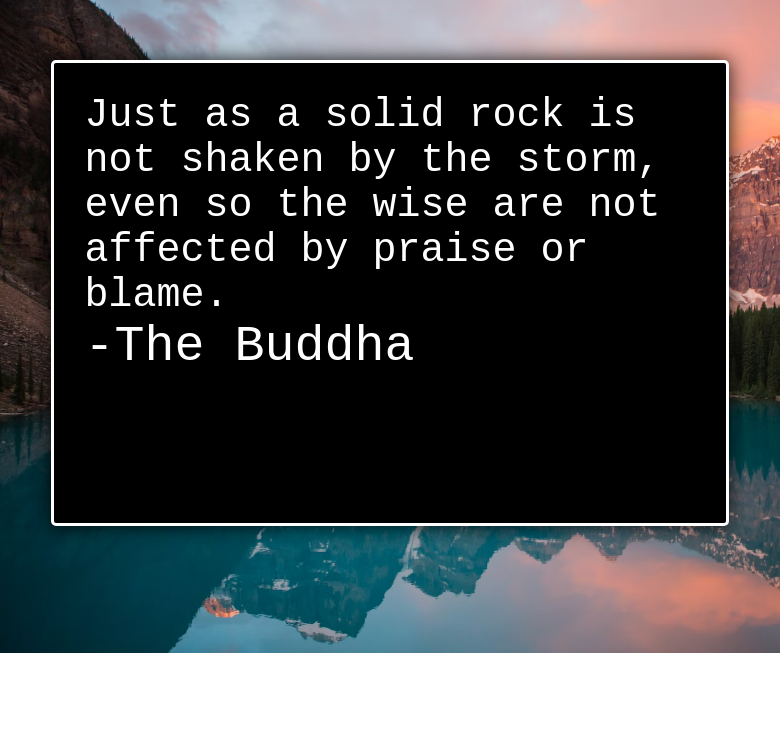 Just as a solid rock is
not shaken by the storm,
even so the wise are not
affected by praise or
blame.
-The Buddha